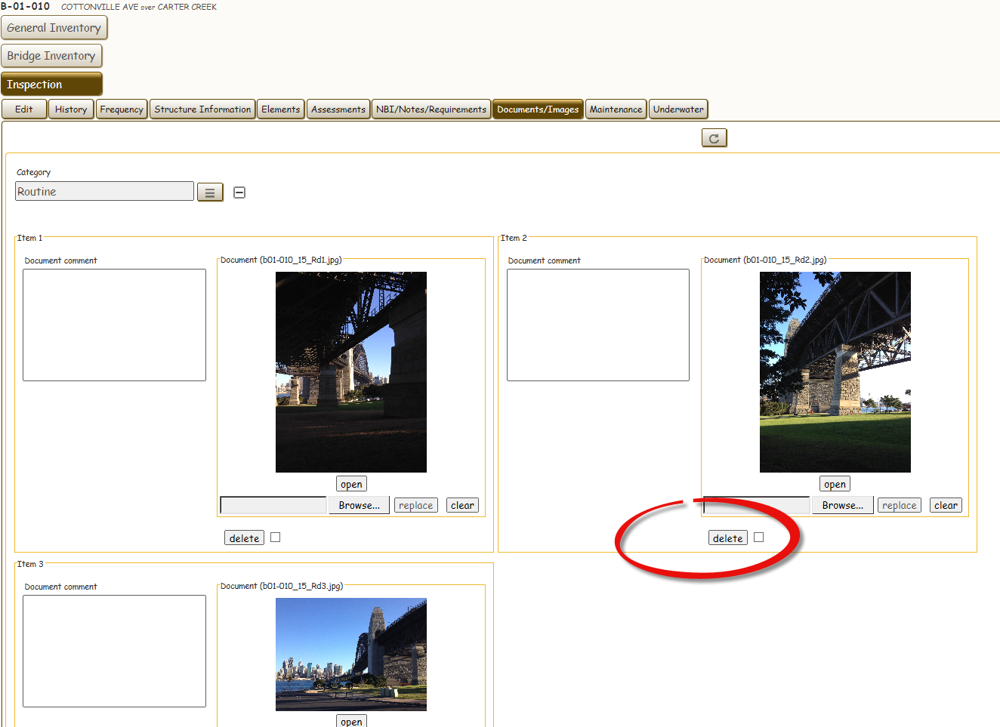 B-01-010 COTTONVILLE AVE over CARTER CREEK
General Inventory
Bridge Inventory
Inspection
Edit History Frequency Structure Information Elements Assessments NBI/Notes/Requirements Documents/Images Maintenance Underwater
Category
Routine
Item 1
Document comment
Document (b01-010_15_Rd1.jpg)
open
Browse... replace clear
delete
Item 2
Document comment
Document (b01-010_15_Rd2.jpg)
open
Browse... replace clear
delete
Item 3
Document comment
Document (b01-010_15_Rd3.jpg)
open